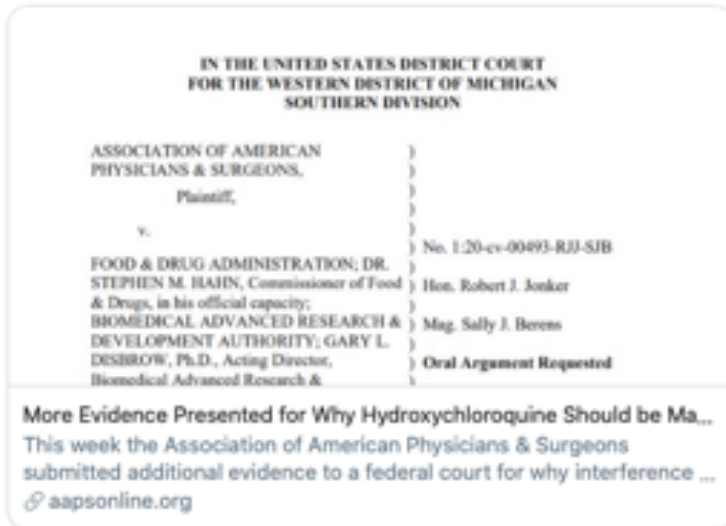 IN THE UNITED STATES DISTRICT COURT
FOR THE WESTERN DISTRICT OF MICHIGAN
SOUTHERN DIVISION
ASSOCIATION OF AMERICAN
PHYSICIANS & SURGEONS,
Plaintiff,
v.
FOOD & DRUG ADMINISTRATION; DR.
STEPHEN M. HAHN, Commissioner of Food
& Drugs, in his official capacity;
BIOMEDICAL ADVANCED RESEARCH &
DEVELOPMENT AUTHORITY; GARY L.
DISBROW, Ph.D., Acting Director,
Biomedical Advanced Research &
)
)
)
)
)
)
) No. 1:20-cv-00493-RJJ-SJB
)
) Hon. Robert J. Jonker
)
) Mag. Sally J. Berens
)
) Oral Argument Requested
)
More Evidence Presented for Why Hydroxychloroquine Should be Ma...
This week the Association of American Physicians & Surgeons
submitted additional evidence to a federal court for why interference ...
aapsonline.org